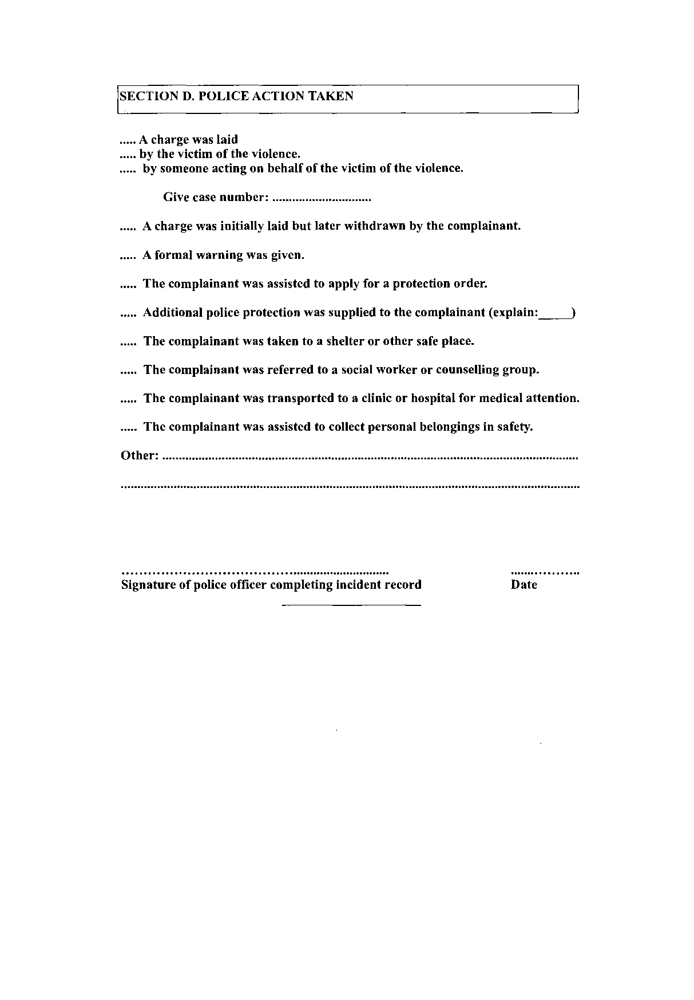 SECTION D. POLICE ACTION TAKEN
..... A charge was laid
..... by the victim of the violence.
..... by someone acting on behalf of the victim of the violence.
Give case number: ..............................
..... A charge was initially laid but later withdrawn by the complainant.
..... A formal warning was given.
..... The complainant was assisted to apply for a protection order.
..... Additional police protection was supplied to the complainant (explain:_____)
..... The complainant was taken to a shelter or other safe place.
..... The complainant was referred to a social worker or counselling group.
..... The complainant was transported to a clinic or hospital for medical attention.
..... The complainant was assisted to collect personal belongings in safety.
Other: ..............................................................................................................................
...........................................................................................................................................
................................................................. ..................
Signature of police officer completing incident record Date